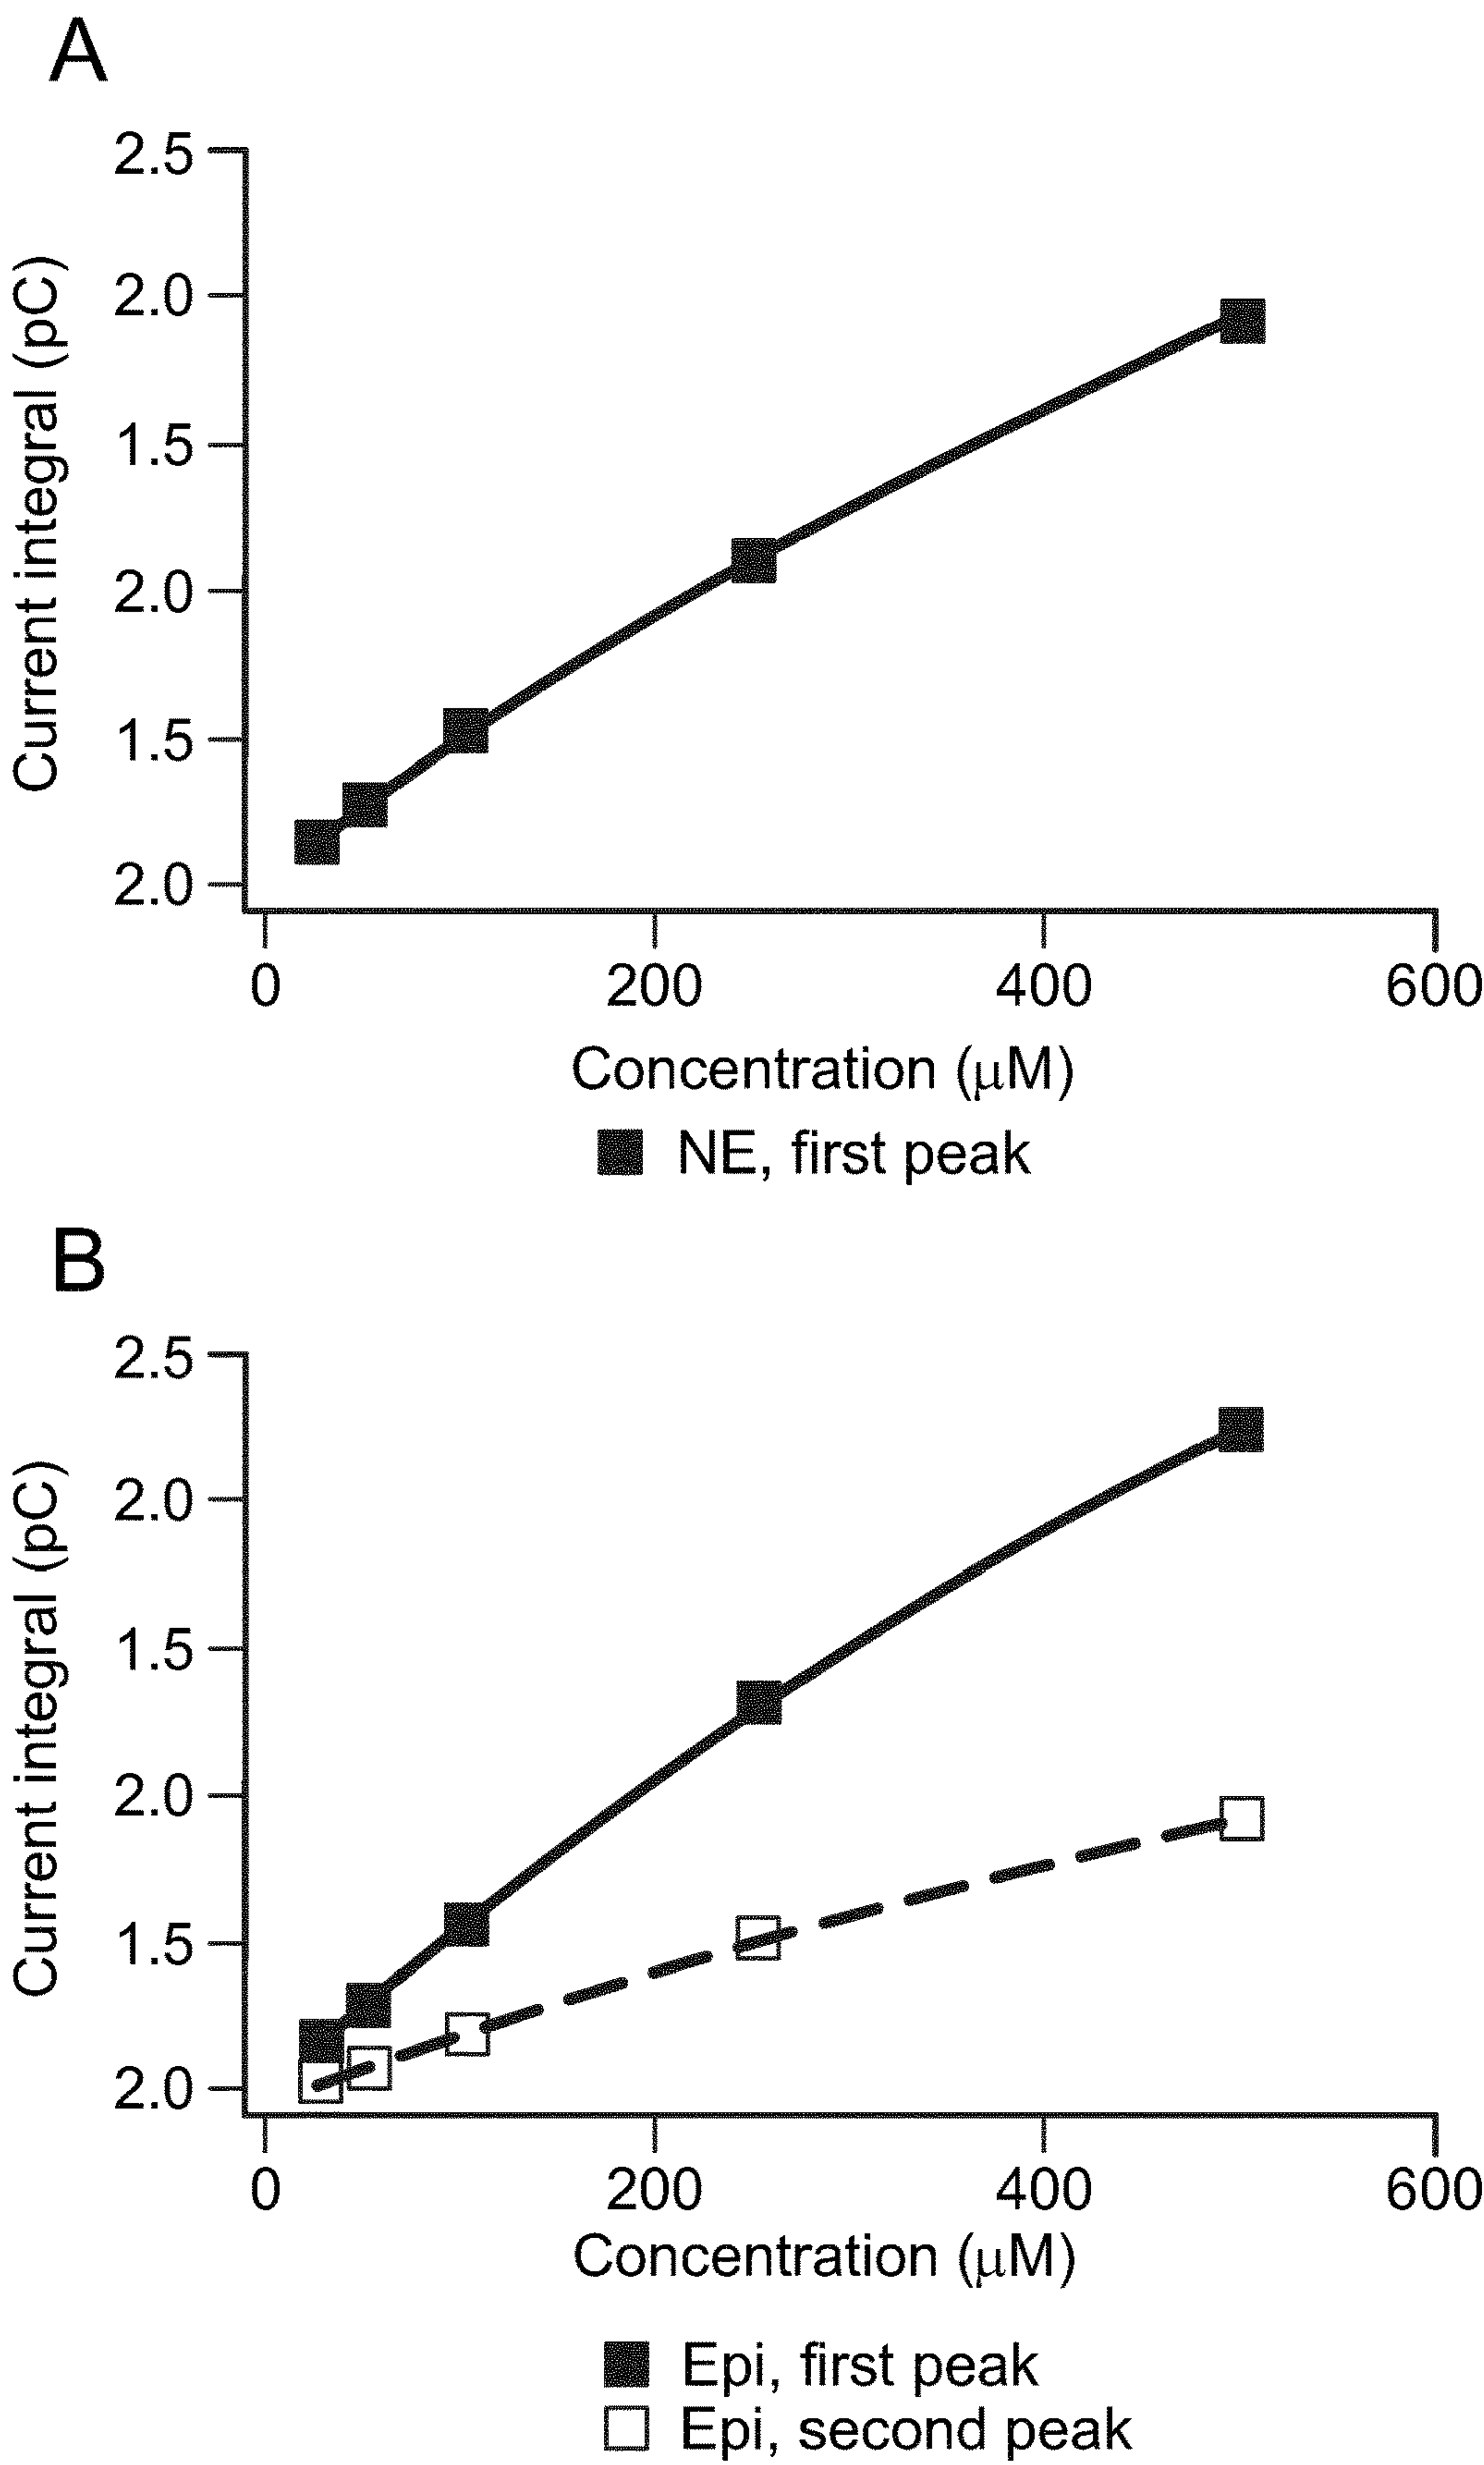 A
2.5
2.0
1.5
2.0
1.5
2.0
Current integral (pC)
0 200 400 600
Concentration (μM)
NE, first peak
B
2.5
2.0
1.5
2.0
1.5
2.0
Current integral (pC)
0 200 400 600
Concentration (μM)
Epi, first peak
Epi, second peak